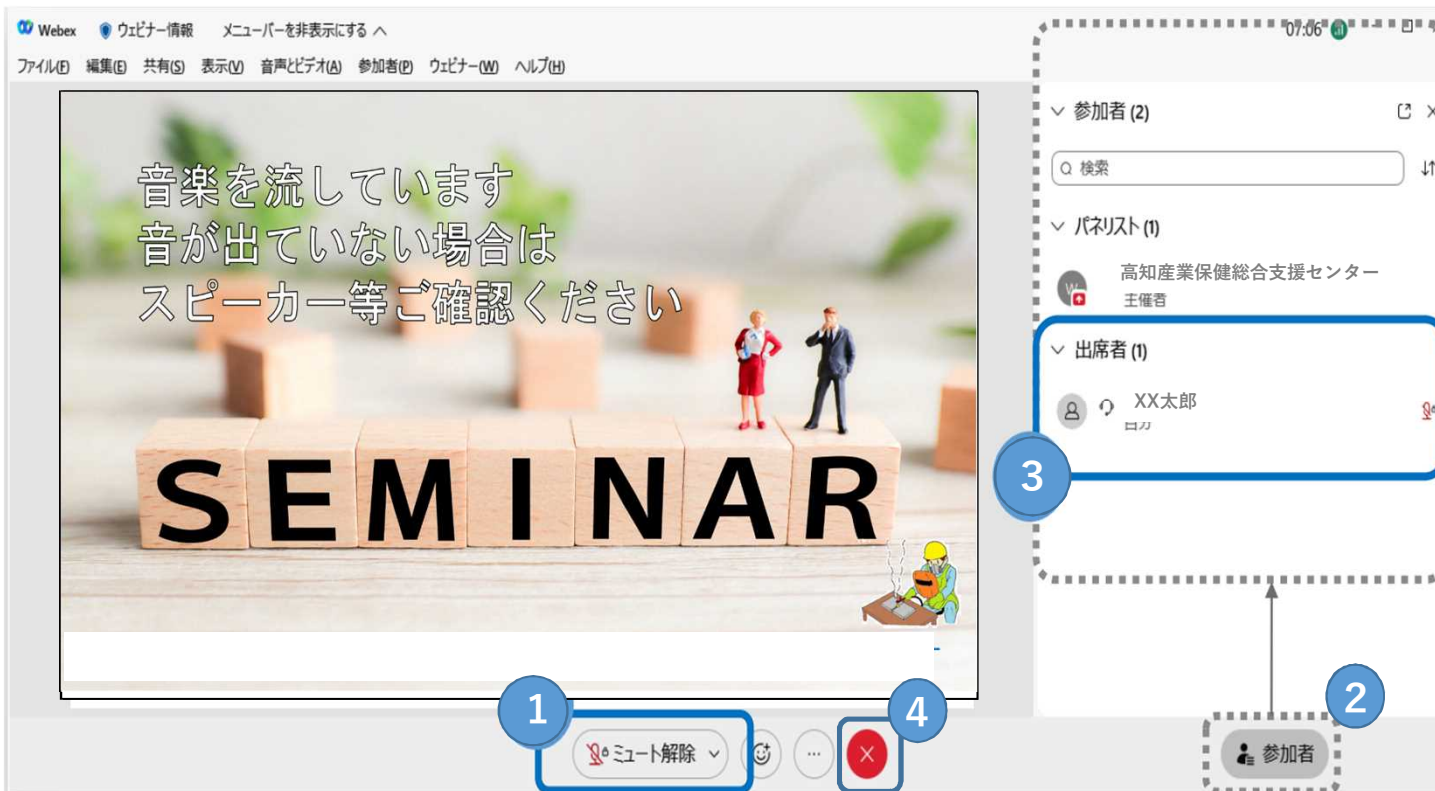 Webex ウェビナー情報 メニューバーを非表示にする
07:06
ファイル(F) 編集(E) 共有(S) 表示(V) 音声とビデオ(A) 参加者(P) ウェビナー(W) ヘルプ(H)
音楽を流しています
音が出ていない場合は
スピーカー等ご確認ください
SEMINAR
参加者 (2)
検索
パネリスト (1)
W
高知産業保健総合支援センター
主催者
出席者 (1)
XX太郎
自分
3
1
4
2
ミュート解除
参加者